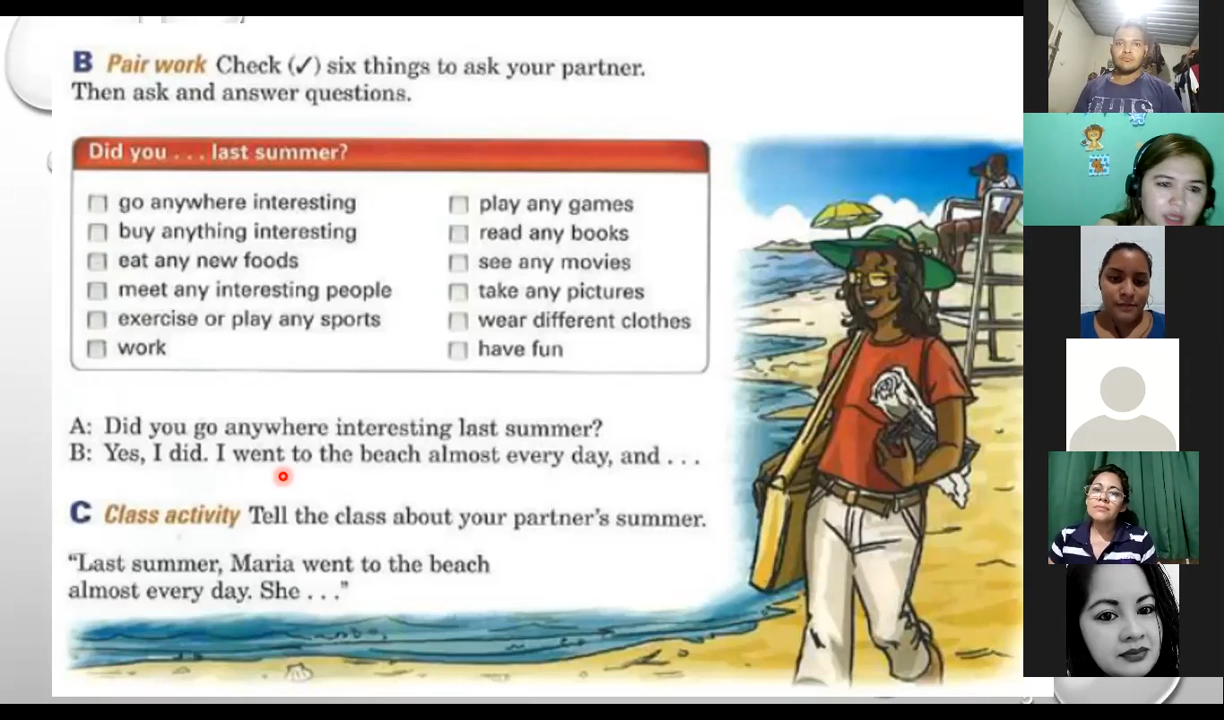 B Pair work Check (✓) six things to ask your partner.
Then ask and answer questions.
Did you . . . last summer?
go anywhere interesting
buy anything interesting
eat any new foods
meet any interesting people
exercise or play any sports
work
play any games
read any books
see any movies
take any pictures
wear different clothes
have fun
A: Did you go anywhere interesting last summer?
B: Yes, I did. I went to the beach almost every day, and . . .
C Class activity Tell the class about your partner's summer.
"Last summer, Maria went to the beach
almost every day. She . . ."
THIS